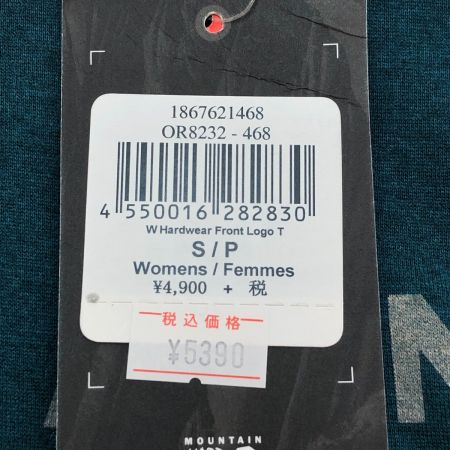 1867621468
OR8232 - 468
4 550016 282830
W Hardwear Front Logo T
S / P
Womens / Femmes
¥4,900 + 税
税込価格
¥5390
MOUNTAIN